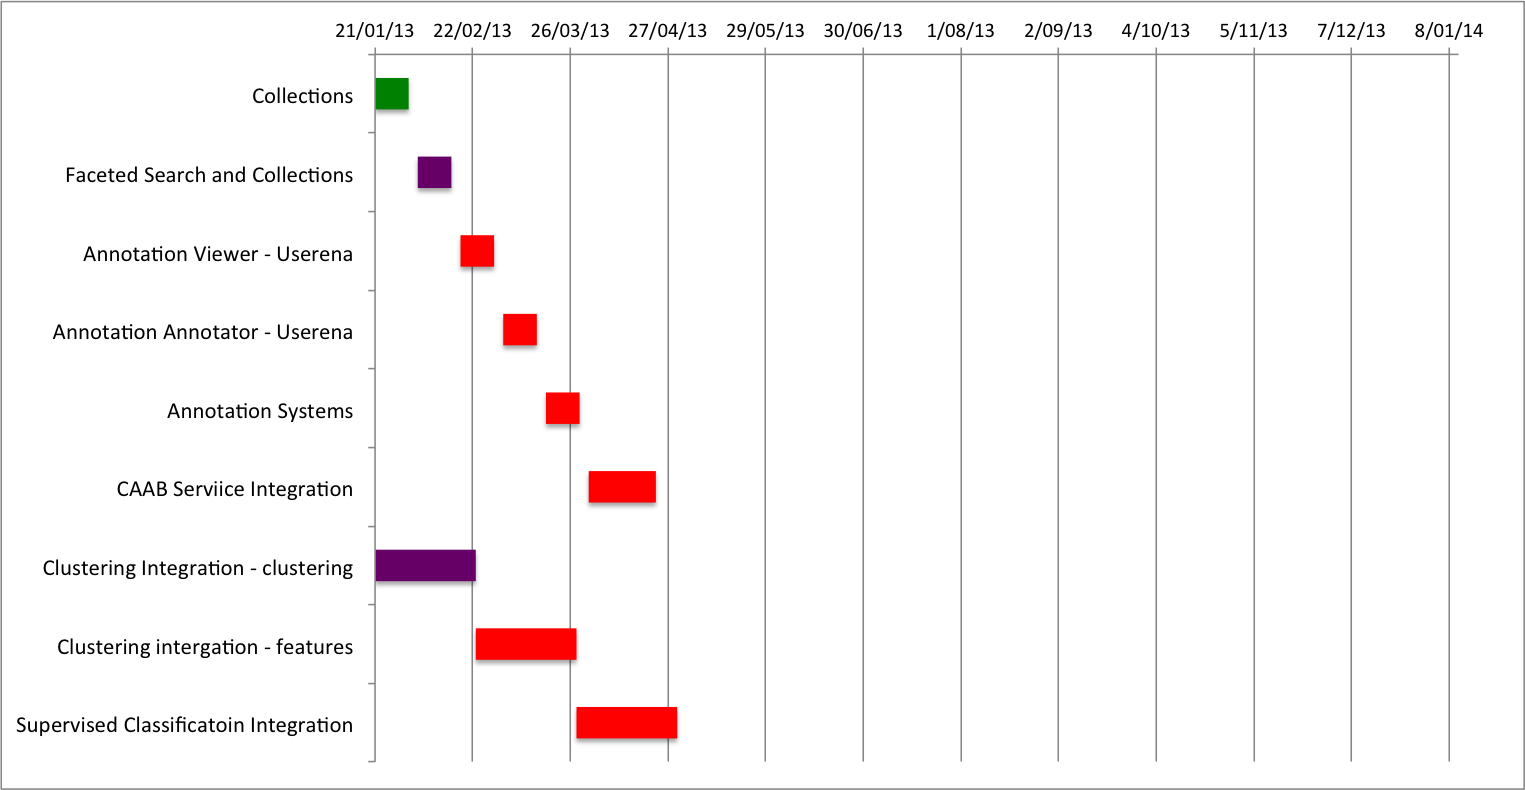 21/01/13 22/02/13 26/03/13 27/04/13 29/05/13 30/06/13 1/08/13 2/09/13 4/10/13 5/11/13 7/12/13 8/01/14
Collections
Faceted Search and Collections
Annotation Viewer - Userena
Annotation Annotator - Userena
Annotation Systems
CAAB Serviice Integration
Clustering Integration - clustering
Clustering intergation - features
Supervised Classificatoin Integration